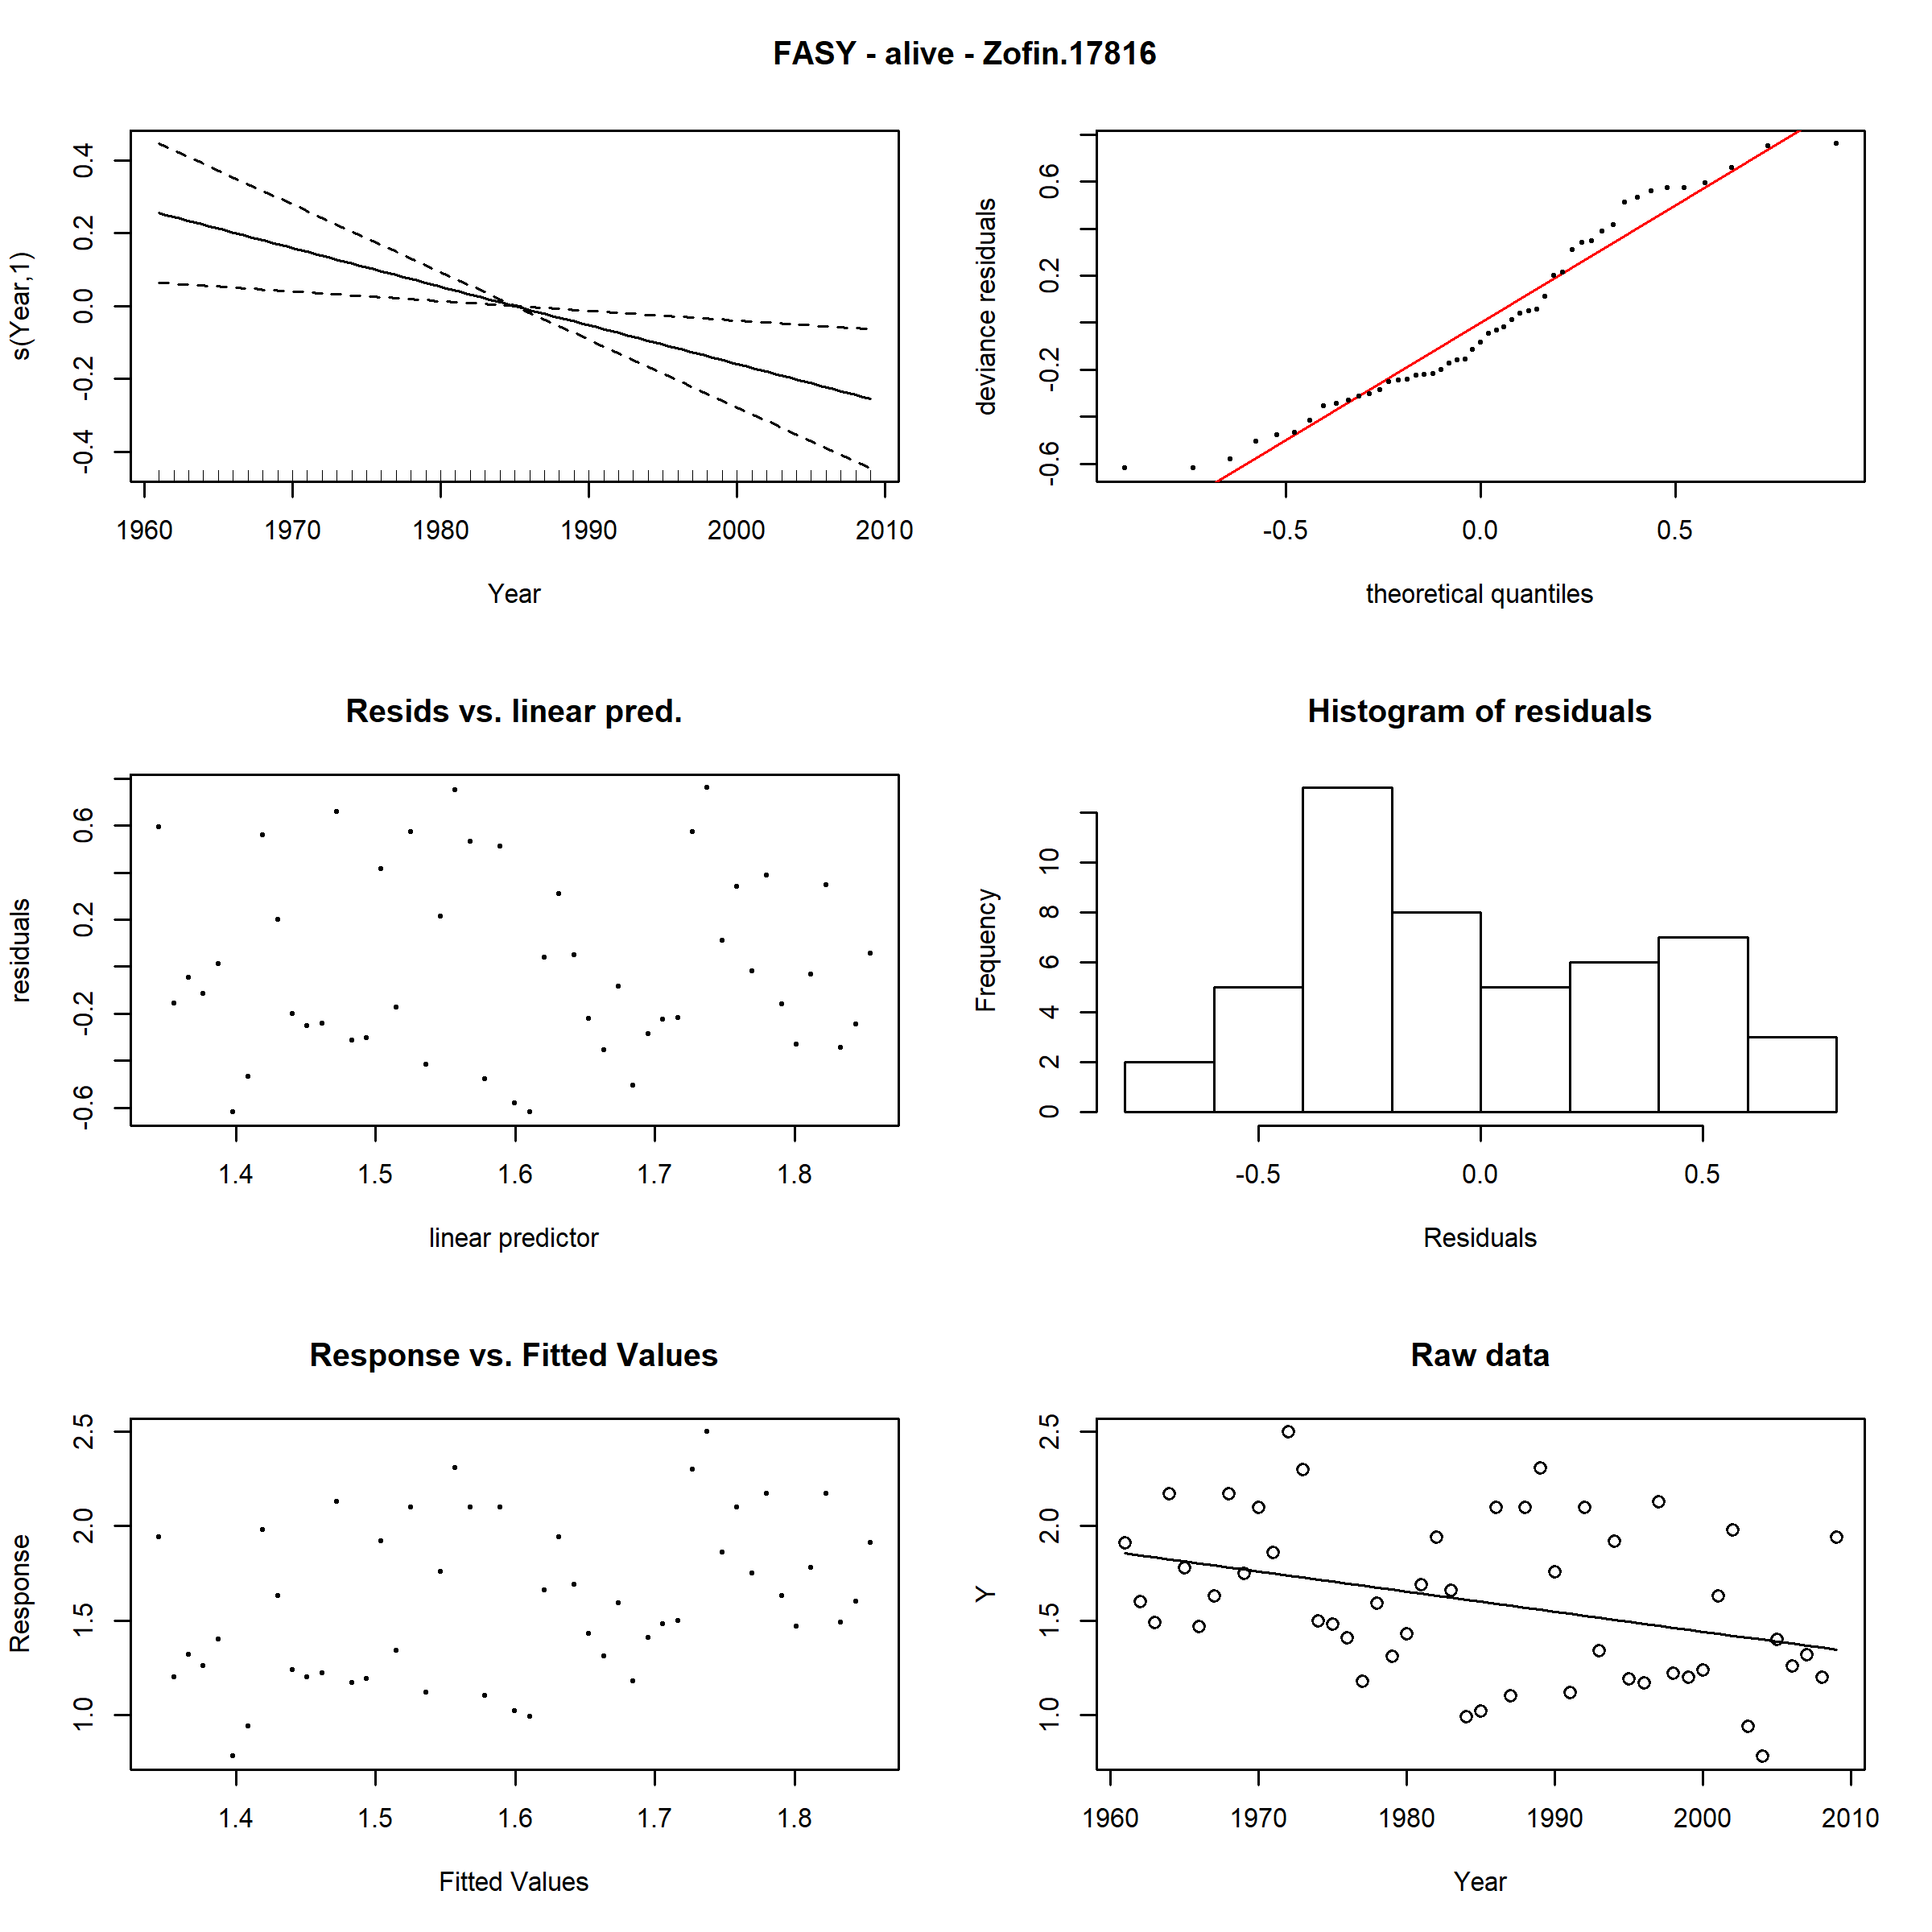 FASY - alive - Zofin.17816
s(Year,1)
0.4
0.2
0.0
-0.2
-0.4
1960 1970 1980 1990 2000 2010
Year
deviance residuals
0.6
0.2
-0.2
-0.6
-0.5 0.0 0.5
theoretical quantiles
Resids vs. linear pred.
residuals
0.6
0.2
-0.2
-0.6
1.4 1.5 1.6 1.7 1.8
linear predictor
Histogram of residuals
Frequency
10
8
6
4
2
0
-0.5 0.0 0.5
Residuals
Response vs. Fitted Values
Response
2.5
2.0
1.5
1.0
1.4 1.5 1.6 1.7 1.8
Fitted Values
Raw data
Y
2.5
2.0
1.5
1.0
1960 1970 1980 1990 2000 2010
Year